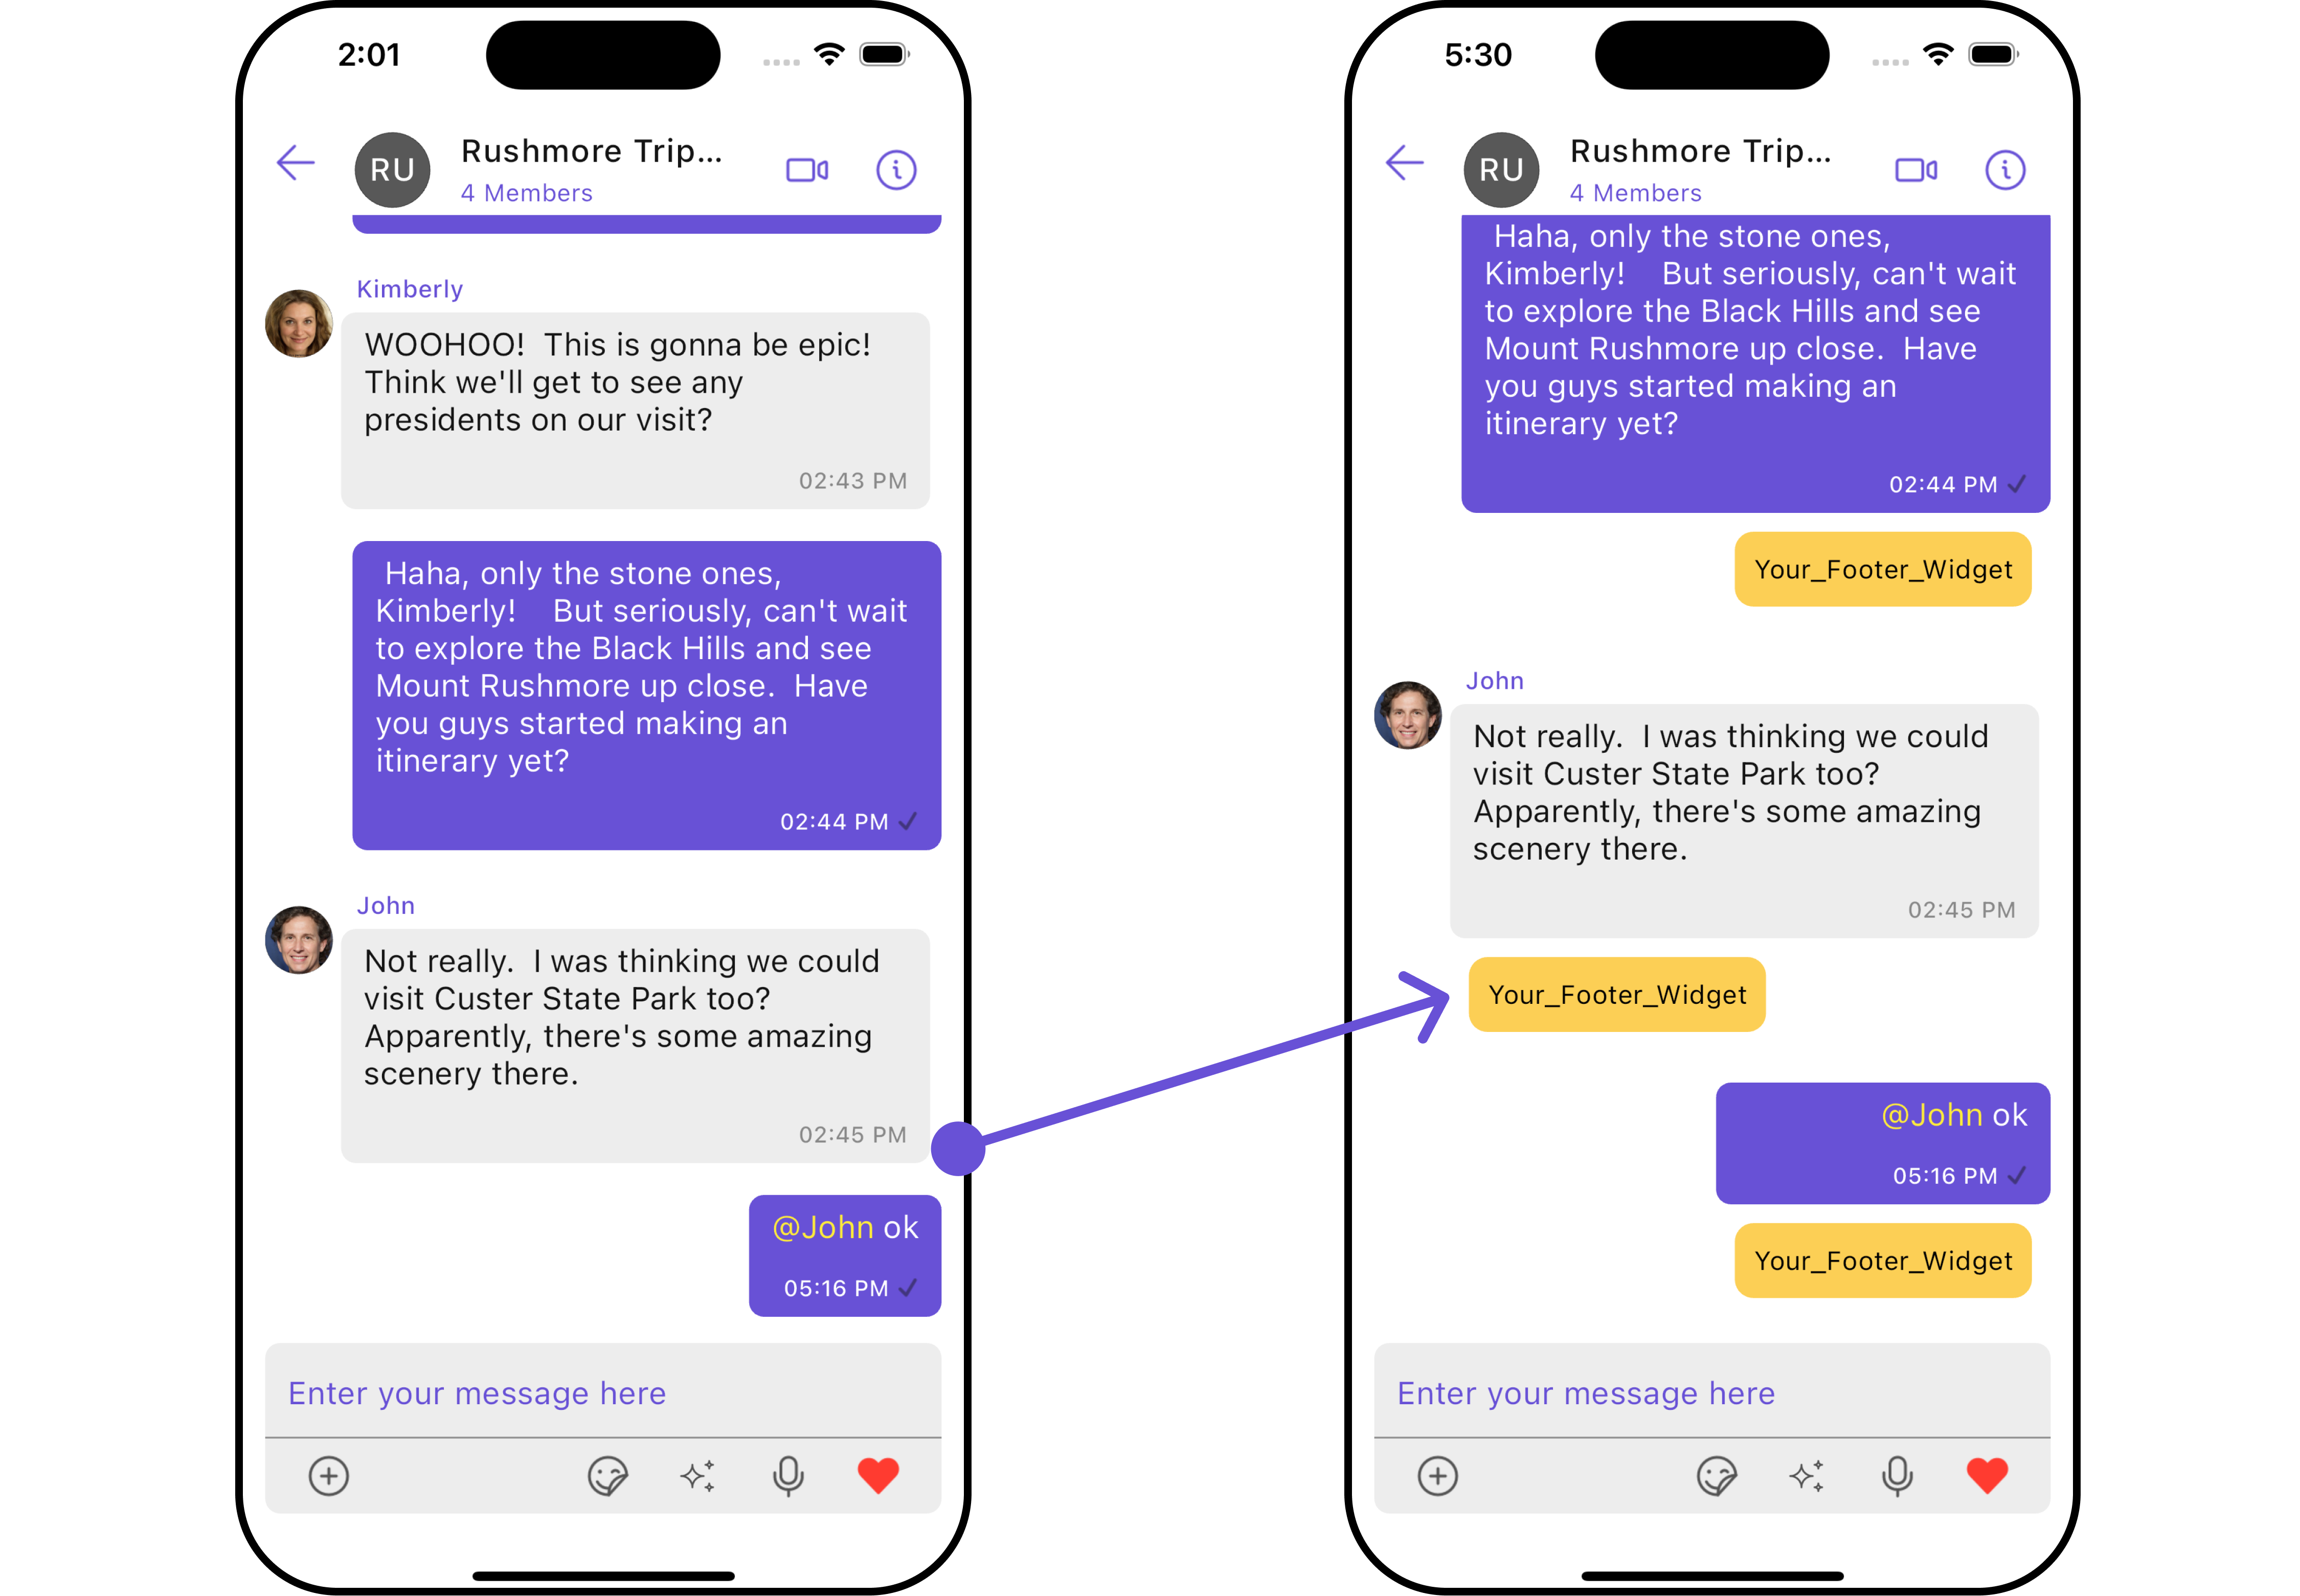 2:01
RU
Rushmore Trip...
4 Members
Kimberly
WOOHOO!  This is gonna be epic!
Think we'll get to see any
presidents on our visit?
02:43 PM
Haha, only the stone ones,
Kimberly!    But seriously, can't wait
to explore the Black Hills and see
Mount Rushmore up close.  Have
you guys started making an
itinerary yet?
02:44 PM
John
Not really.  I was thinking we could
visit Custer State Park too?
Apparently, there's some amazing
scenery there.
02:45 PM
@John ok
05:16 PM
Enter your message here
5:30
RU
Rushmore Trip...
4 Members
Haha, only the stone ones,
Kimberly!    But seriously, can't wait
to explore the Black Hills and see
Mount Rushmore up close.  Have
you guys started making an
itinerary yet?
02:44 PM
Your_Footer_Widget
John
Not really.  I was thinking we could
visit Custer State Park too?
Apparently, there's some amazing
scenery there.
02:45 PM
Your_Footer_Widget
@John ok
05:16 PM
Your_Footer_Widget
Enter your message here